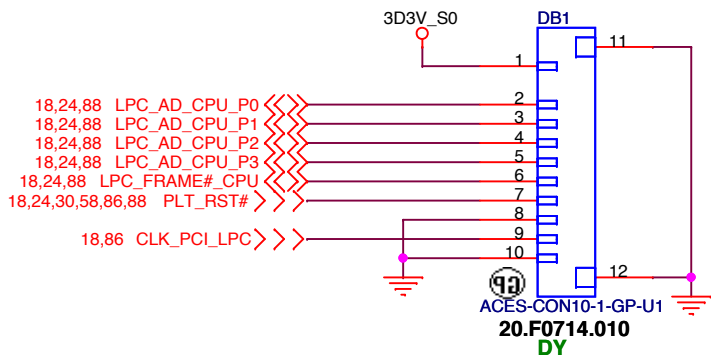 3D3V_S0 DB1
11
1
18,24,88 LPC_AD_CPU_P0 2
18,24,88 LPC_AD_CPU_P1 3
18,24,88 LPC_AD_CPU_P2 4
18,24,88 LPC_AD_CPU_P3 5
18,24,88 LPC_FRAME#_CPU 6
18,24,30,58,86,88 PLT_RST# 7
8
18,86 CLK_PCI_LPC 9
10
12
GP
ACES-CON10-1-GP-U1
20.F0714.010
DY